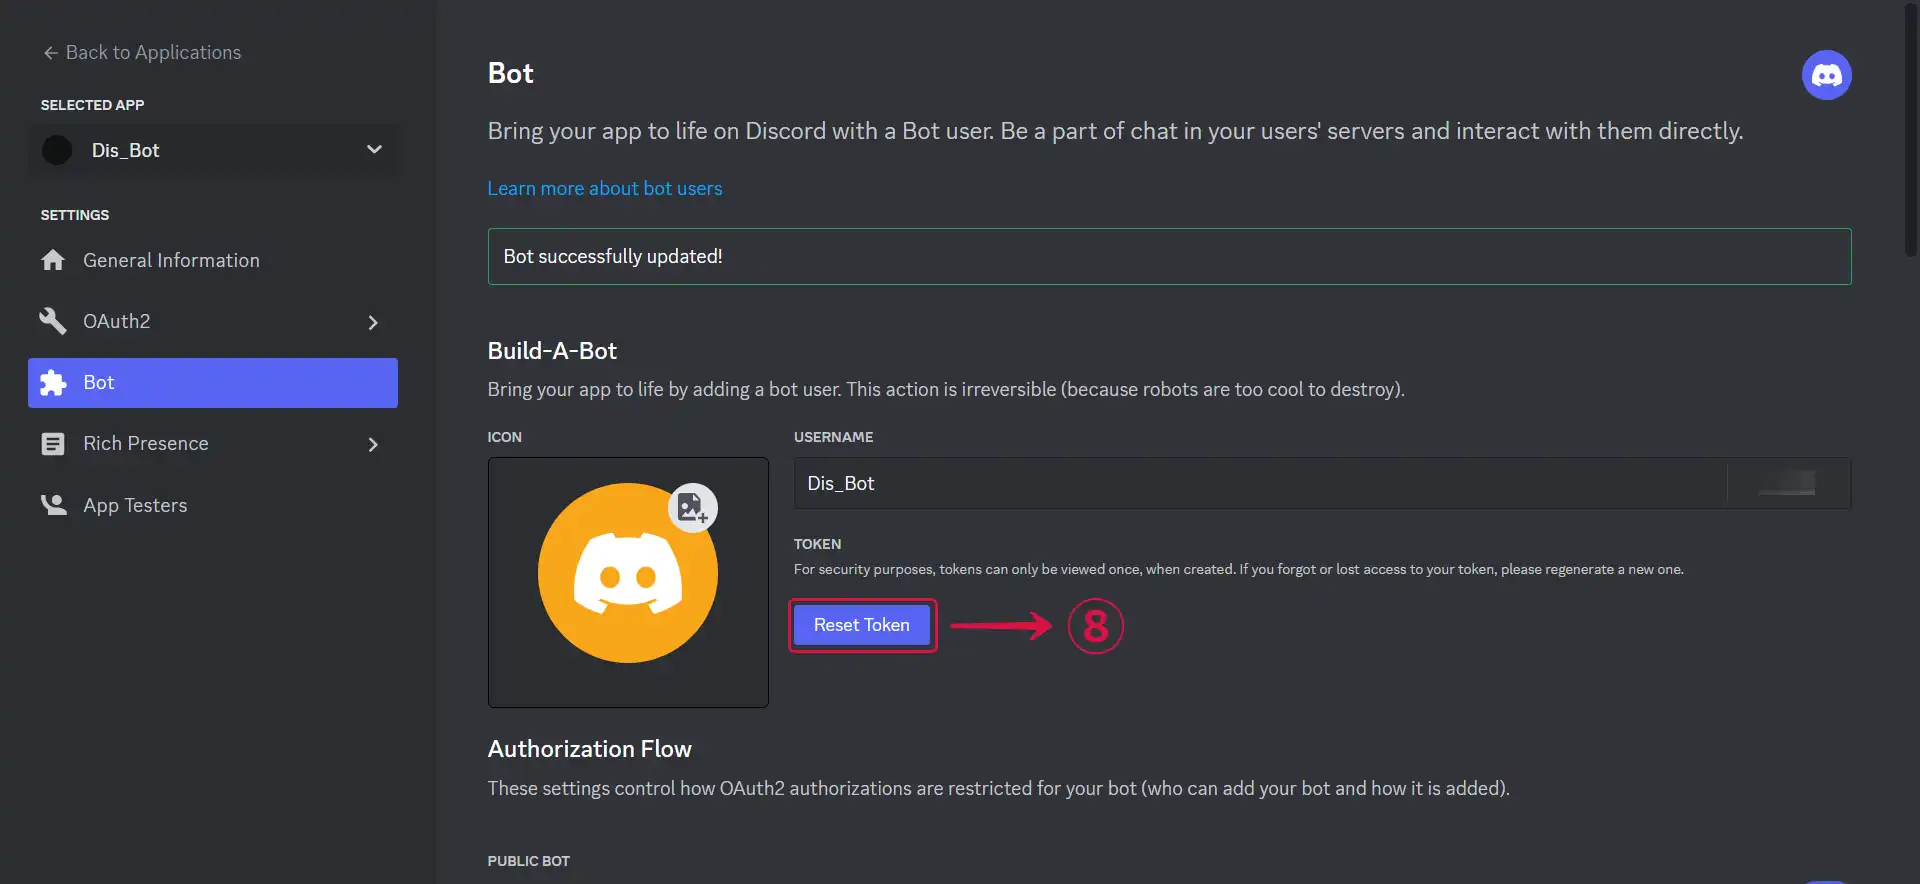 Back to Applications
SELECTED APP
Dis_Bot
SETTINGS
General Information
OAuth2
Bot
Rich Presence
App Testers
Bot
Bring your app to life on Discord with a Bot user. Be a part of chat in your users' servers and interact with them directly.
Learn more about bot users
Bot successfully updated!
Build-A-Bot
Bring your app to life by adding a bot user. This action is irreversible (because robots are too cool to destroy).
ICON
USERNAME
Dis_Bot
TOKEN
For security purposes, tokens can only be viewed once, when created. If you forgot or lost access to your token, please regenerate a new one.
Reset Token
8
Authorization Flow
These settings control how OAuth2 authorizations are restricted for your bot (who can add your bot and how it is added).
PUBLIC BOT